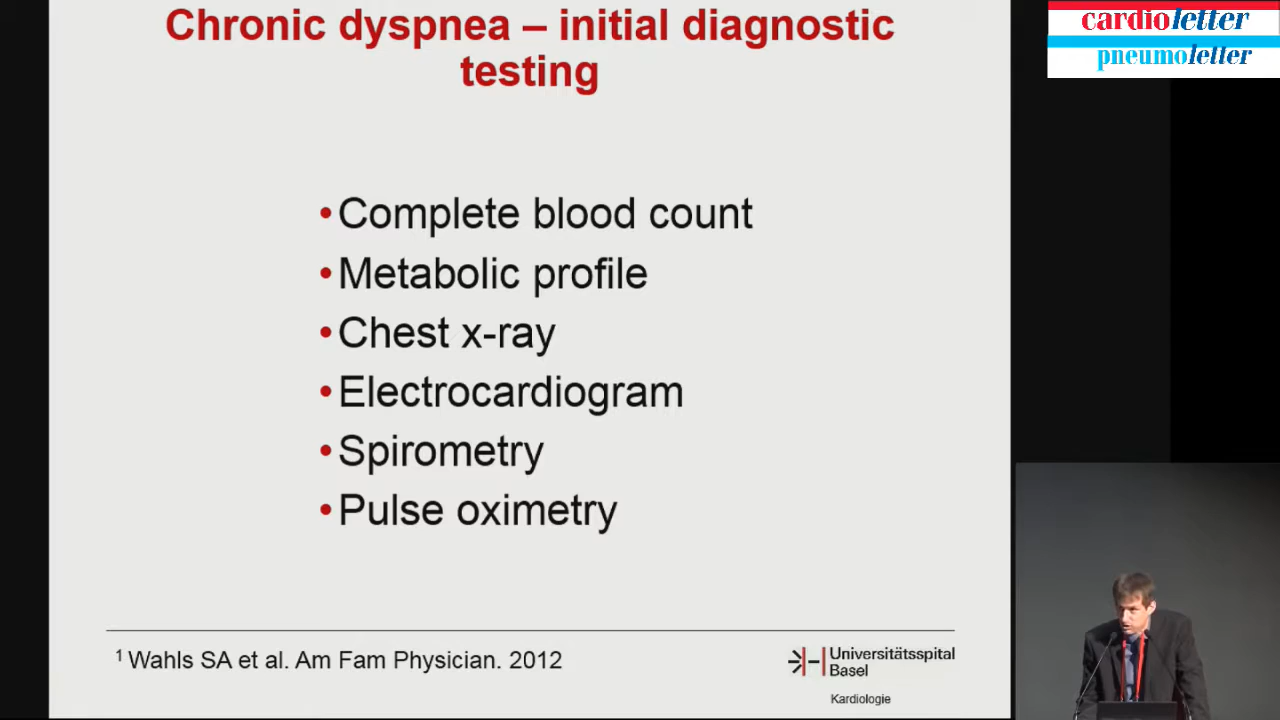 Chronic dyspnea – initial diagnostic
testing
cardioletter
pneumoletter
•Complete blood count
•Metabolic profile
•Chest x-ray
•Electrocardiogram
•Spirometry
•Pulse oximetry
1 Wahls SA et al. Am Fam Physician. 2012
Universitätsspital
Basel
Kardiologie